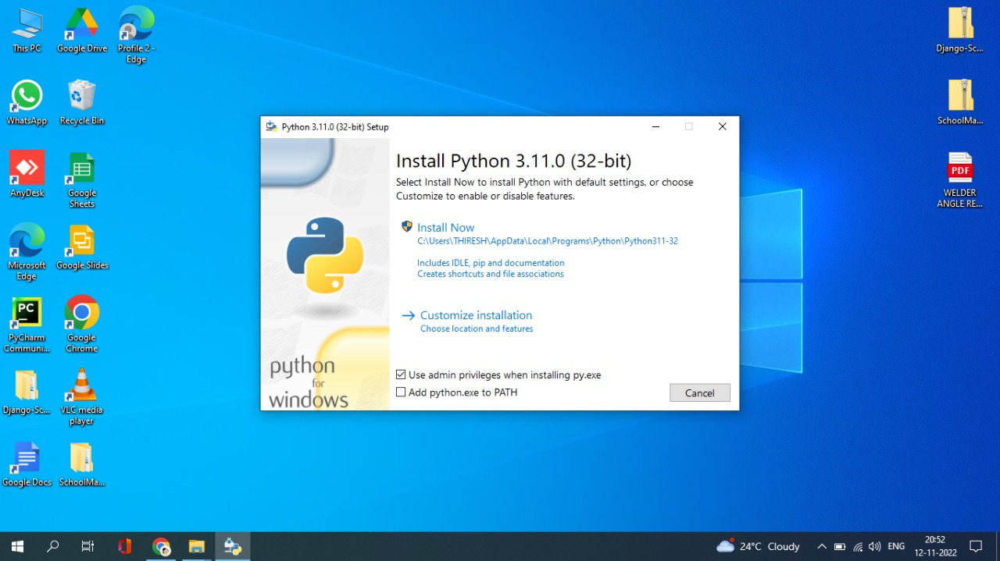 This PC
Google Drive
Profile 2 -
Edge
WhatsApp
Recycle Bin
AnyDesk
Google
Sheets
Microsoft
Edge
Google Slides
PC
PyCharm
Communi...
Google
Chrome
Django-Sc...
VLC media
player
Google Docs
SchoolMa...
Python 3.11.0 (32-bit) Setup
Install Python 3.11.0 (32-bit)
Select Install Now to install Python with default settings, or choose
Customize to enable or disable features.
Install Now
C:\Users\THIRESH\AppData\Local\Programs\Python\Python311-32
Includes IDLE, pip and documentation
Creates shortcuts and file associations
Customize installation
Choose location and features
Use admin privileges when installing py.exe
Add python.exe to PATH
Cancel
python
for
windows
Django-Sc...
SchoolMa...
PDF
WELDER
ANGLE RE...
24°C Cloudy
ENG
20:52
12-11-2022